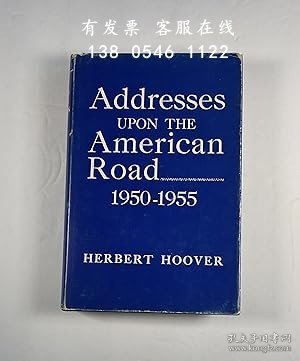 有发票 客服在线
138 0546 1122
Addresses
UPON THE
American
Road
1950-1955
HERBERT HOOVER
孔夫子旧书网